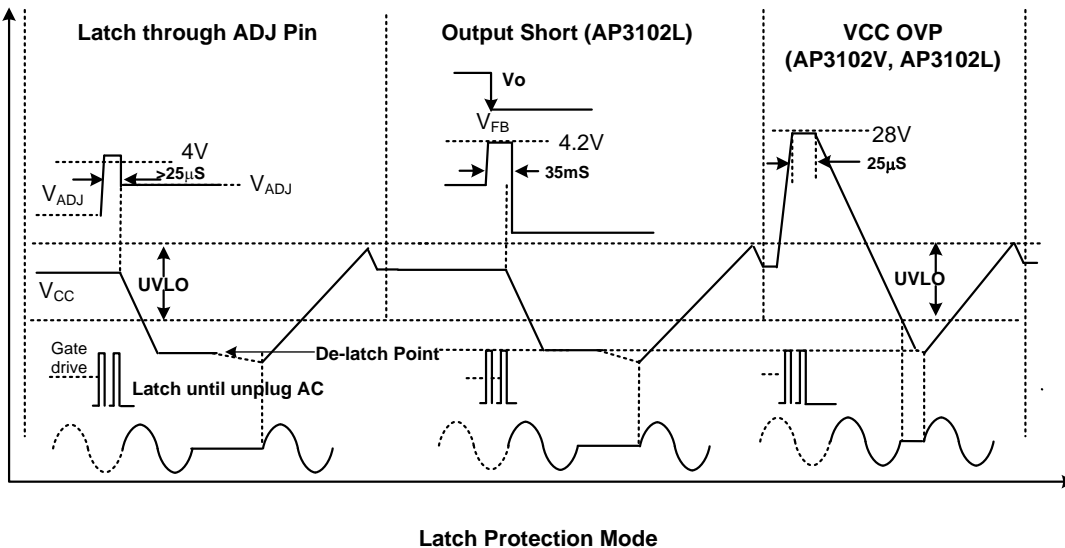 Latch through ADJ Pin
Output Short (AP3102L)
VCC OVP
(AP3102V, AP3102L)
Vo
VFB
4.2V
35mS
28V
25μS
4V
>25μS
VADJ
VADJ
UVLO
UVLO
VCC
De-latch Point
Gate
drive
Latch until unplug AC
Latch Protection Mode